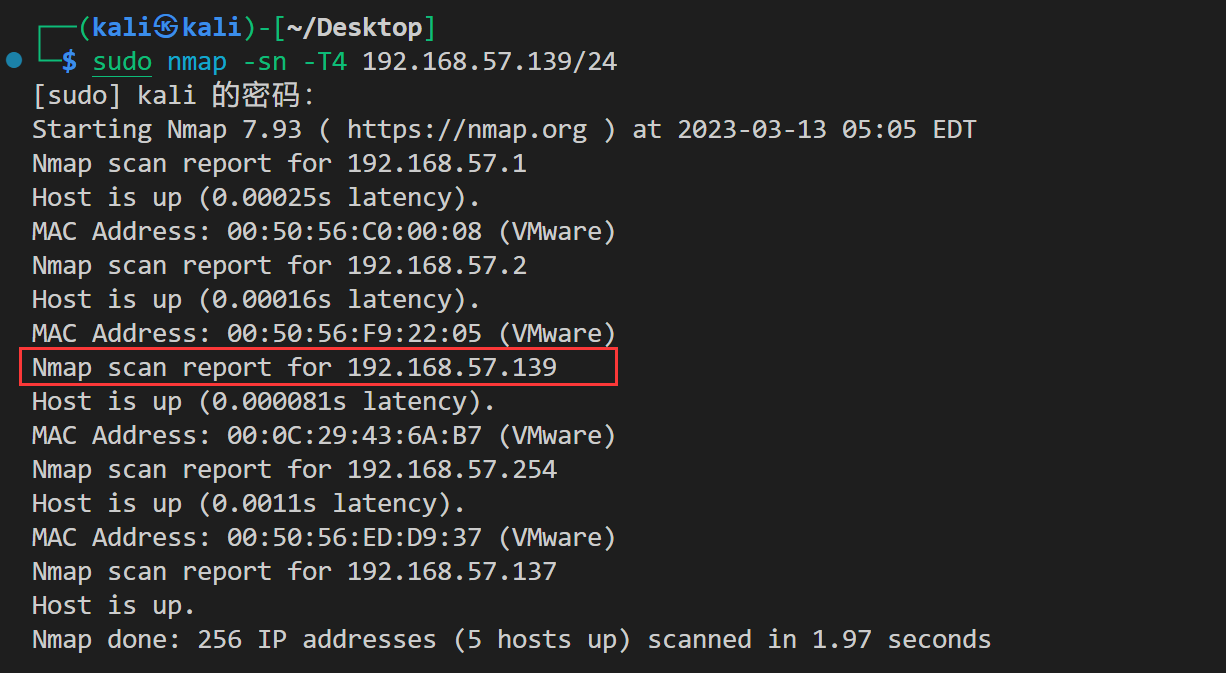 ┌──(kali㉿kali)-[~/Desktop]
└─$ sudo nmap -sn -T4 192.168.57.139/24
[sudo] kali 的密码：
Starting Nmap 7.93 ( https://nmap.org ) at 2023-03-13 05:05 EDT
Nmap scan report for 192.168.57.1
Host is up (0.00025s latency).
MAC Address: 00:50:56:C0:00:08 (VMware)
Nmap scan report for 192.168.57.2
Host is up (0.00016s latency).
MAC Address: 00:50:56:F9:22:05 (VMware)
Nmap scan report for 192.168.57.139
Host is up (0.000081s latency).
MAC Address: 00:0C:29:43:6A:B7 (VMware)
Nmap scan report for 192.168.57.254
Host is up (0.0011s latency).
MAC Address: 00:50:56:ED:D9:37 (VMware)
Nmap scan report for 192.168.57.137
Host is up.
Nmap done: 256 IP addresses (5 hosts up) scanned in 1.97 seconds